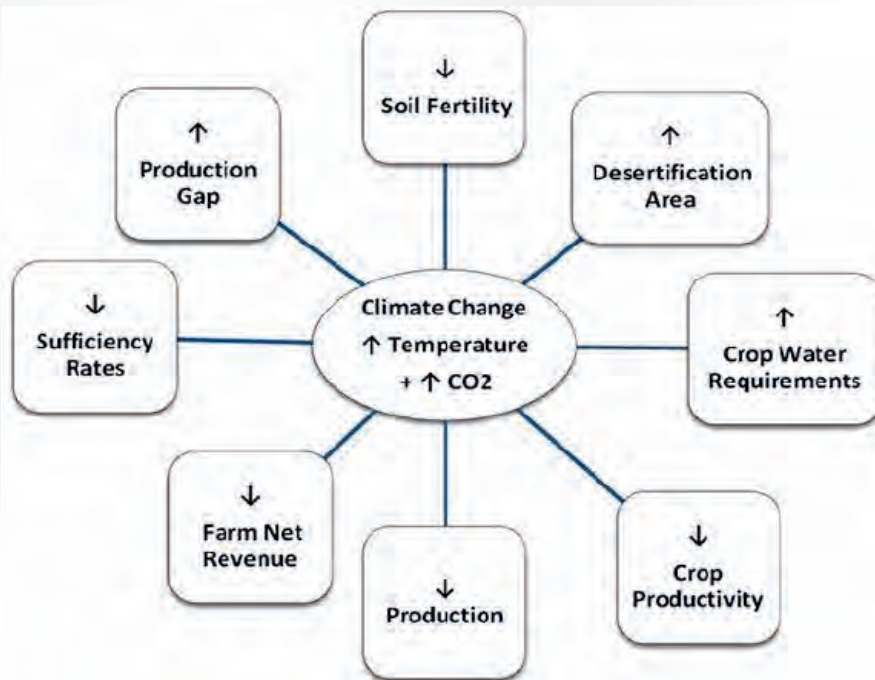 ↓
Soil Fertility
↑
Production
Gap
↑
Desertification
Area
↓
Sufficiency
Rates
Climate Change
↑ Temperature
+ ↑ CO2
↑
Crop Water
Requirements
↓
Farm Net
Revenue
↓
Production
↓
Crop
Productivity